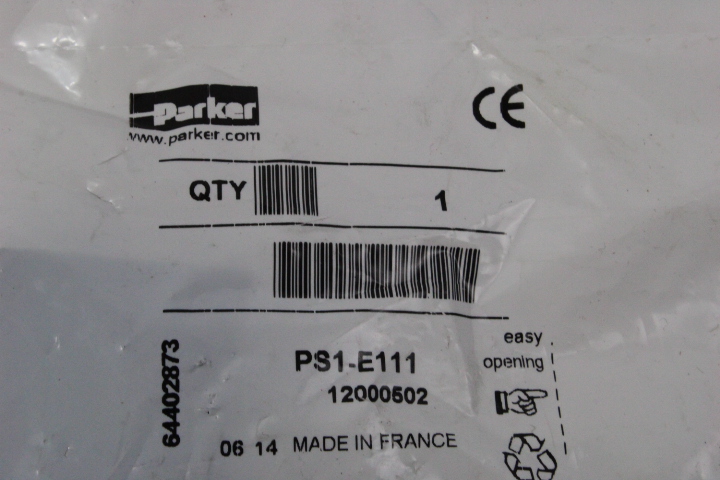 Parker
www.parker.com
CE
QTY 1
PS1-E111
12000502
64402873
06 14 MADE IN FRANCE
easy
opening